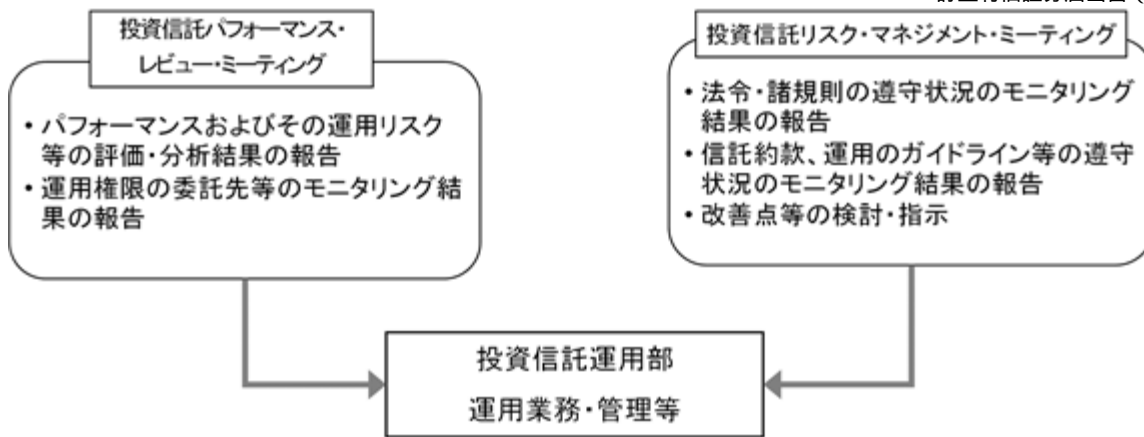 投資信託パフォーマンス・
レビュー・ミーティング
・パフォーマンスおよびその運用リスク
等の評価・分析結果の報告
・運用権限の委託先等のモニタリング結
果の報告
投資信託リスク・マネジメント・ミーティング
・法令・諸規則の遵守状況のモニタリング
結果の報告
・信託約款、運用のガイドライン等の遵守
状況のモニタリング結果の報告
・改善点等の検討・指示
投資信託運用部
運用業務・管理等